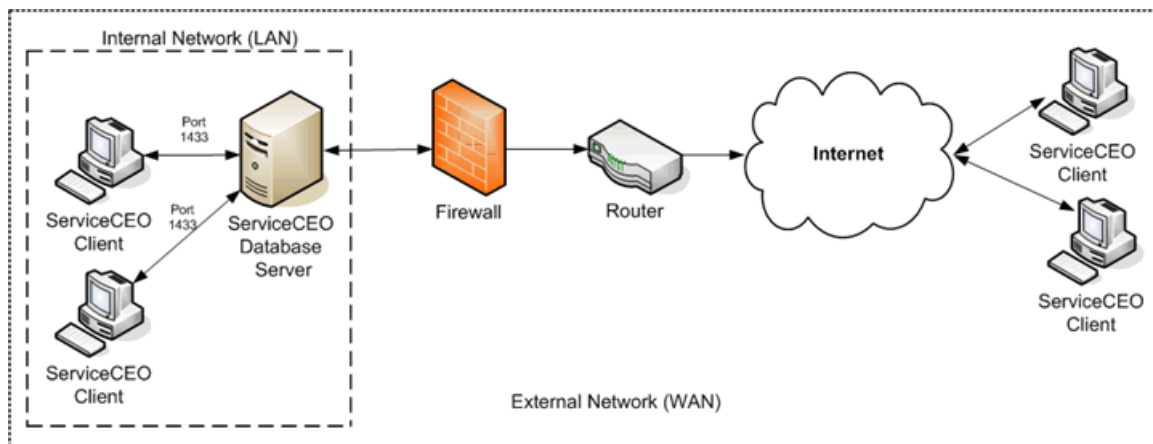 Internal Network (LAN)
Port
1433
ServiceCEO
Client
Port
1433
ServiceCEO
Database
Server
ServiceCEO
Client
Firewall
Router
Internet
ServiceCEO
Client
ServiceCEO
Client
External Network (WAN)